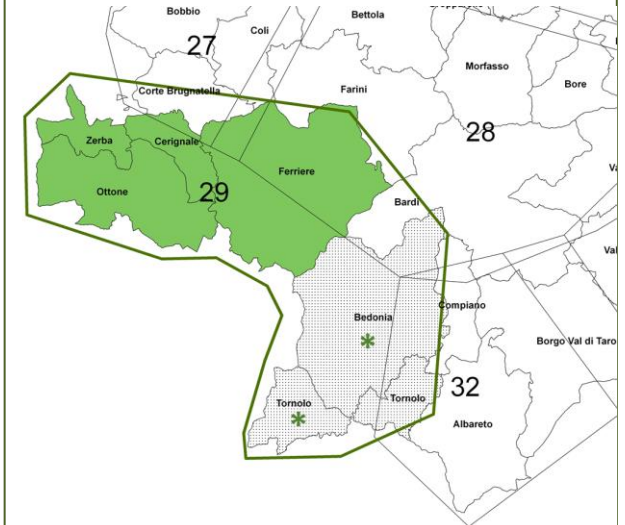 Bobbio
Bettola
Coli
27
Morfasso
Corte Brugnatella
Farini
Bore
28
Zerba
Cerignale
Ferriere
Ottone
29
Bardi
Compiano
Bedonia
*
Borgo Val di Taro
32
Tornolo
Tornolo
*
Albareto